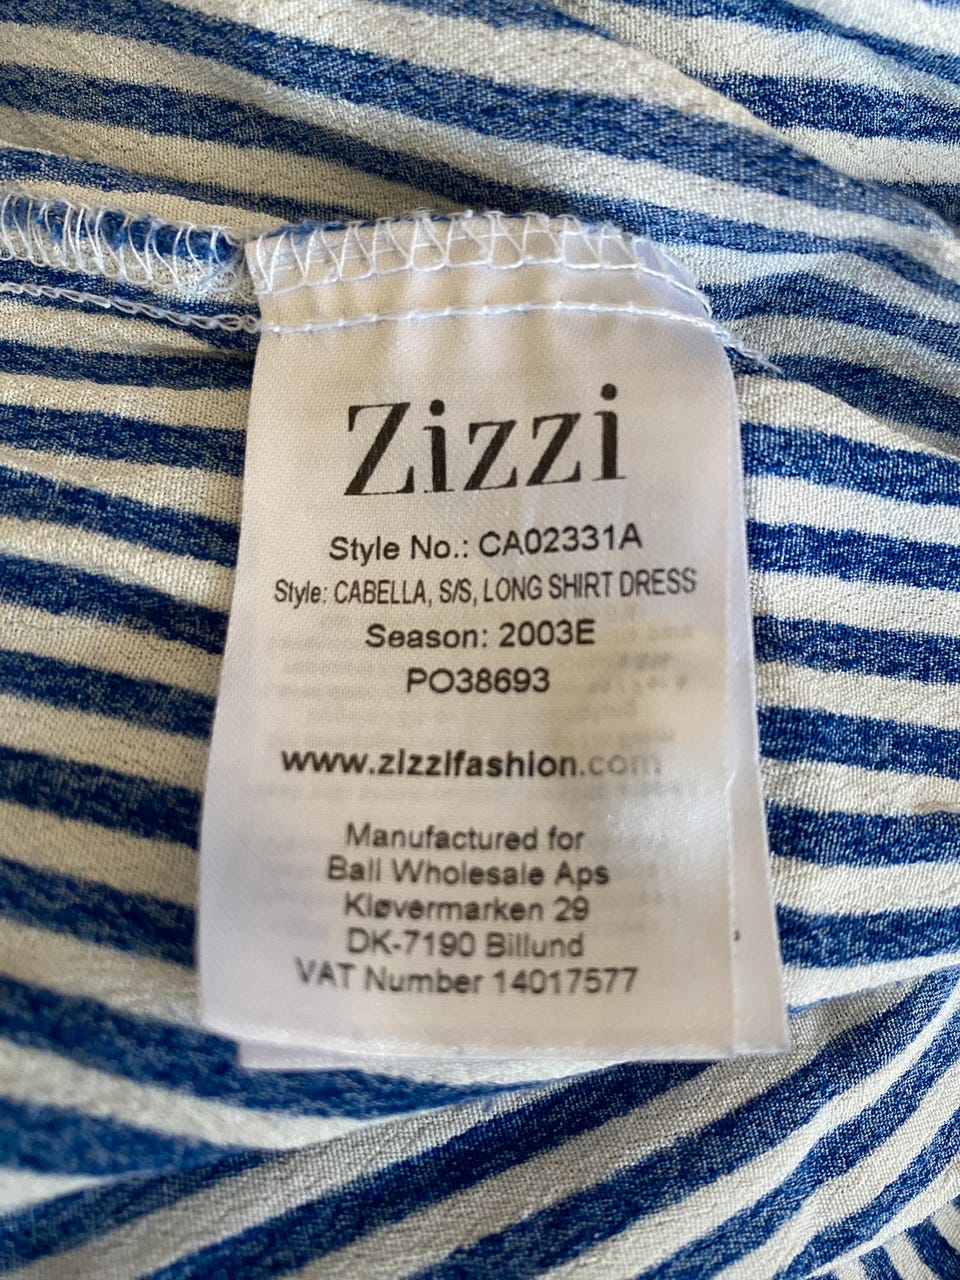 Zizzi
Style No.: CA02331A
Style: CABELLA, S/S, LONG SHIRT DRESS
Season: 2003E
PO38693
www.zizzifashion.com
Manufactured for
Ball Wholesale Aps
Kløvermarken 29
DK-7190 Billund
VAT Number 14017577